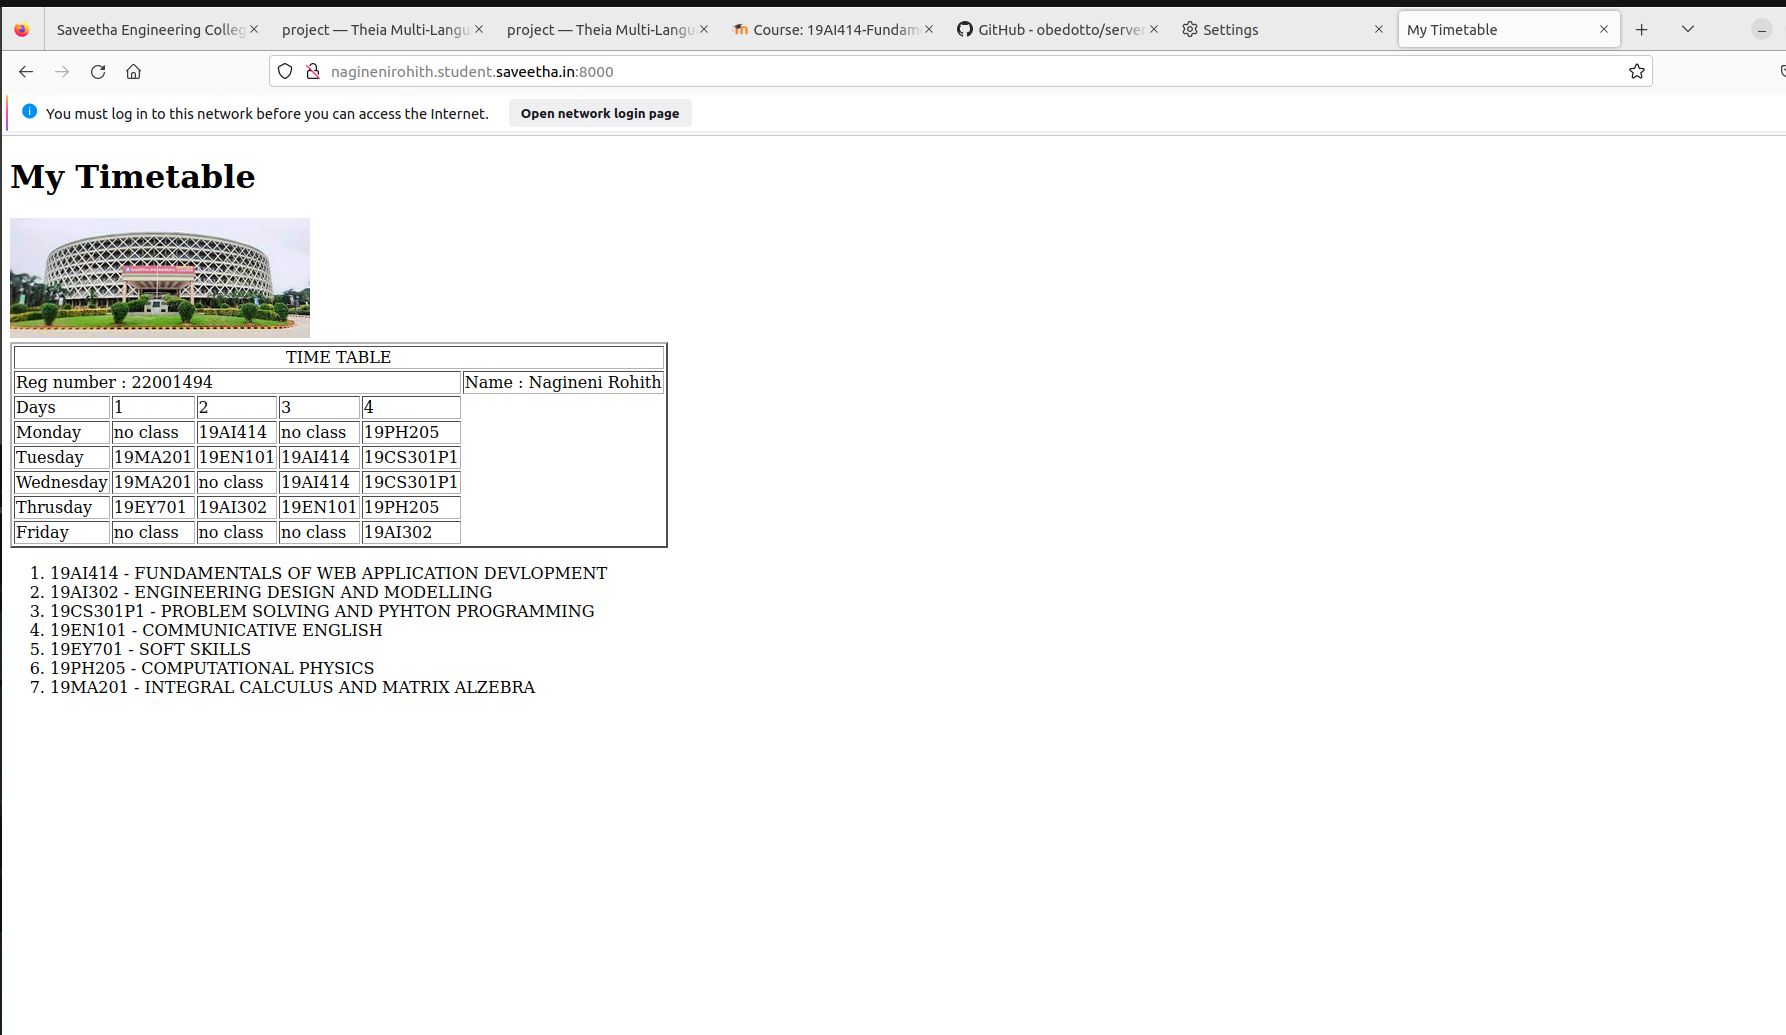 Saveetha Engineering Colleg
project — Theia Multi-Langu
project — Theia Multi-Langu
Course: 19AI414-Fundam
GitHub - obedotto/server
Settings
My Timetable
naginenirohith.student.saveetha.in:8000
You must log in to this network before you can access the Internet. Open network login page
My Timetable
TIME TABLE
Reg number : 22001494 Name : Nagineni Rohith
Days 1 2 3 4
Monday no class 19AI414 no class 19PH205
Tuesday 19MA201 19EN101 19AI414 19CS301P1
Wednesday 19MA201 no class 19AI414 19CS301P1
Thrusday 19EY701 19AI302 19EN101 19PH205
Friday no class no class no class 19AI302
1. 19AI414 - FUNDAMENTALS OF WEB APPLICATION DEVLOPMENT
2. 19AI302 - ENGINEERING DESIGN AND MODELLING
3. 19CS301P1 - PROBLEM SOLVING AND PYHTON PROGRAMMING
4. 19EN101 - COMMUNICATIVE ENGLISH
5. 19EY701 - SOFT SKILLS
6. 19PH205 - COMPUTATIONAL PHYSICS
7. 19MA201 - INTEGRAL CALCULUS AND MATRIX ALZEBRA